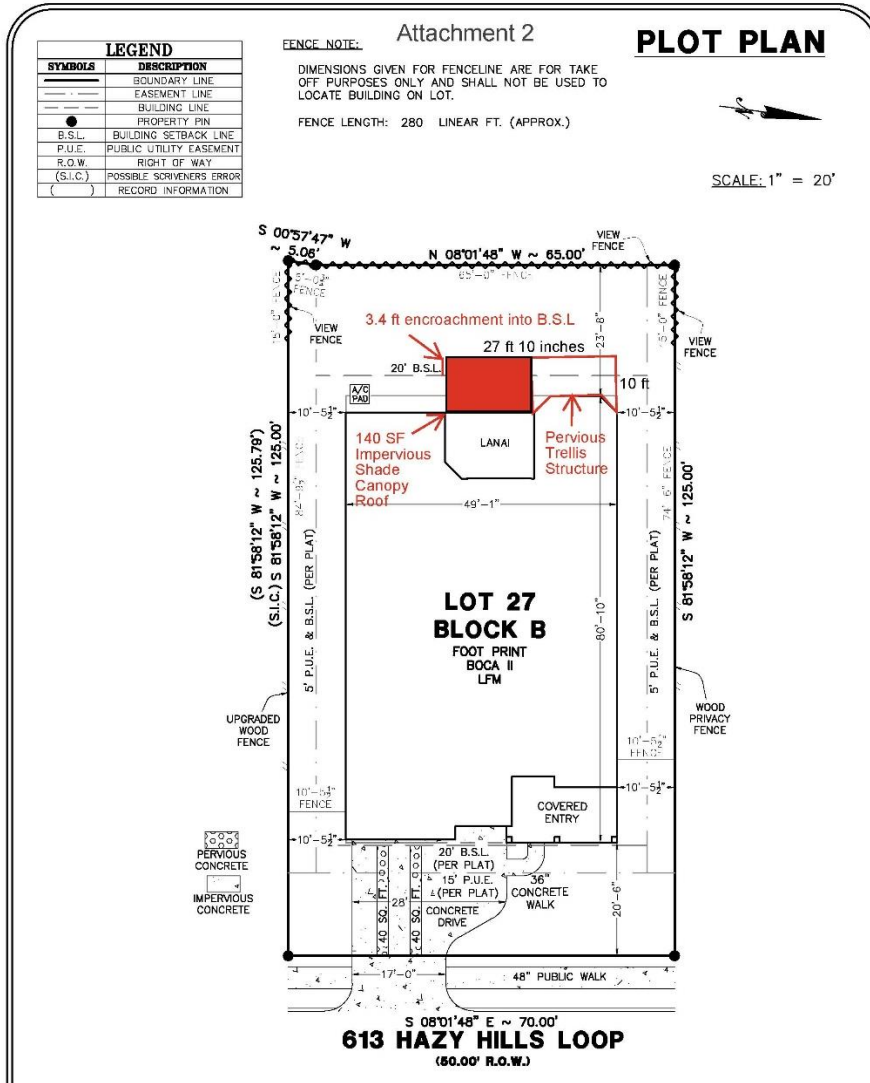 Attachment 2
PLOT PLAN
LEGEND
SYMBOLS DESCRIPTION
BOUNDARY LINE
EASEMENT LINE
BUILDING LINE
PROPERTY PIN
B.S.L. BUILDING SETBACK LINE
P.U.E. PUBLIC UTILITY EASEMENT
R.O.W. RIGHT OF WAY
(S.I.C.) POSSIBLE SCRIVENERS ERROR
( ) RECORD INFORMATION
FENCE NOTE:
DIMENSIONS GIVEN FOR FENCELINE ARE FOR TAKE
OFF PURPOSES ONLY AND SHALL NOT BE USED TO
LOCATE BUILDING ON LOT.
FENCE LENGTH: 280 LINEAR FT. (APPROX.)
SCALE: 1" = 20'
S 00°57'47" W
~ 5.06'
N 08°01'48" W ~ 65.00'
VIEW
FENCE
65'-0" FENCE
FENCE
VIEW
FENCE
VIEW
FENCE
15'-0" FENCE
3.4 ft encroachment into B.S.L
27 ft 10 inches
23'-8"
20' B.S.L.
10 ft
A/C
PAD
10'-5½"
10'-5½"
140 SF
Impervious
Shade
Canopy
Roof
LANAI
Pervious
Trellis
Structure
49'-1"
74'-6" FENCE
(S 81°58'12" W ~ 125.79')
(S.I.C.) S 81°58'12" W ~ 125.00'
S 81°58'12" W ~ 125.00'
5' P.U.E. & B.S.L. (PER PLAT)
5' P.U.E. & B.S.L. (PER PLAT)
80'-10"
LOT 27
BLOCK B
FOOT PRINT
BOCA II
LFM
UPGRADED
WOOD
FENCE
WOOD
PRIVACY
FENCE
10'-5½"
FENCE
10'-5½"
FENCE
10'-5½"
10'-5½"
COVERED
ENTRY
PERVIOUS
CONCRETE
IMPERVIOUS
CONCRETE
20' B.S.L.
(PER PLAT)
15' P.U.E.
(PER PLAT)
36"
CONCRETE
WALK
28'
CONCRETE
DRIVE
40 SQ. FT.
40 SQ. FT.
20'-6"
17'-0"
48" PUBLIC WALK
S 08°01'48" E ~ 70.00'
613 HAZY HILLS LOOP
(50.00' R.O.W.)